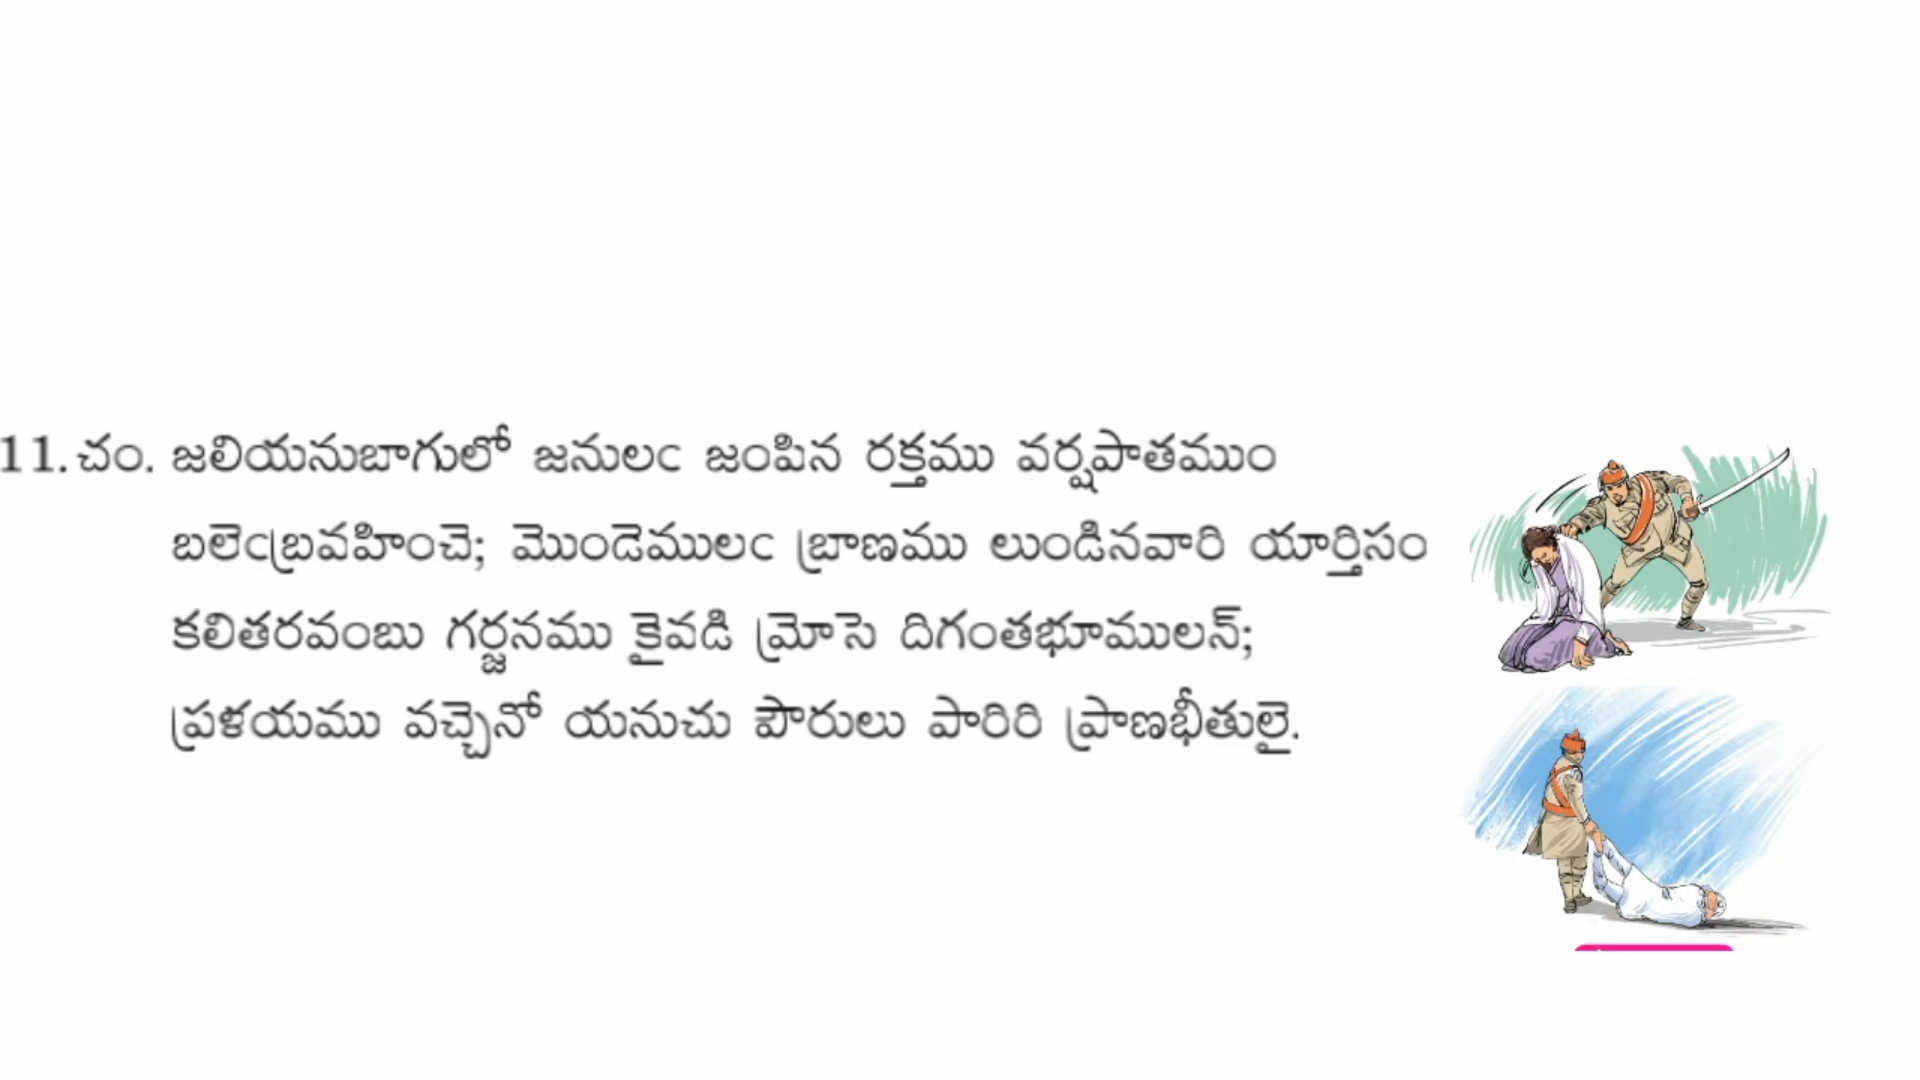 11. చం. జలియనుబాగులో జనులఁ జంపిన రక్తము వర్షపాతముం
బలెఁబ్రవహించె; మొండెములఁ బ్రాణము లుండినవారి యార్తిసం
కలితరవంబు గర్జనము కైవడి మ్రోసె దిగంతభూములన్;
ప్రళయము వచ్చెనో యనుచు పౌరులు పారిరి ప్రాణభీతులై.